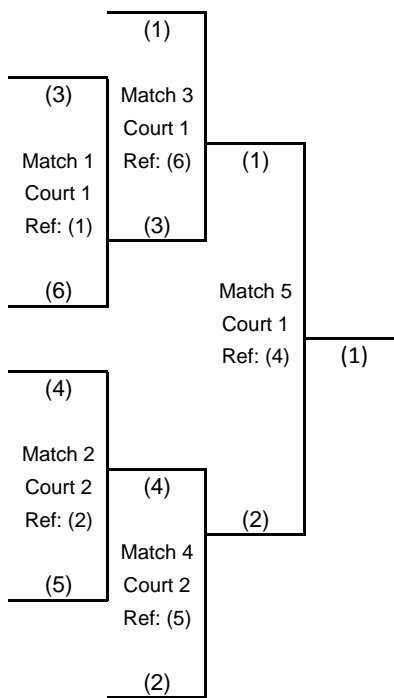 (1)
(3)
Match 3
Court 1
Ref: (6)
Match 1
Court 1
Ref: (1)
(1)
(3)
(6)
Match 5
Court 1
Ref: (4)
(1)
(4)
Match 2
Court 2
Ref: (2)
(4)
(2)
Match 4
Court 2
Ref: (5)
(5)
(2)